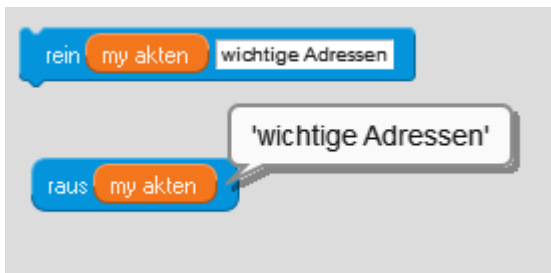 rein my akten wichtige Adressen
'wichtige Adressen'
raus my akten